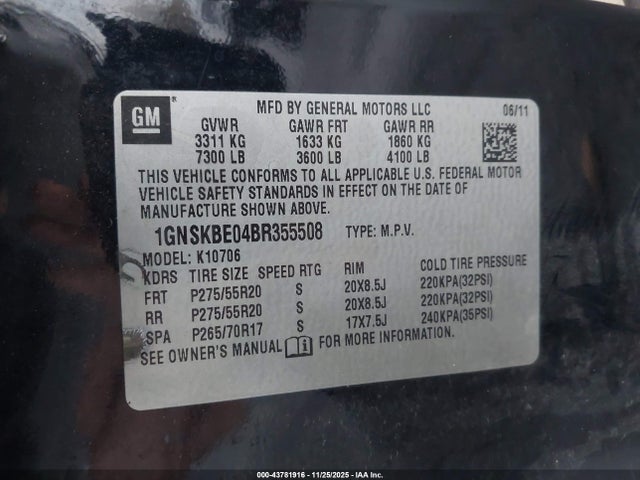 GM
®
MFD BY GENERAL MOTORS LLC 06/11
GVWR GAWR FRT GAWR RR
3311 KG 1633 KG 1860 KG
7300 LB 3600 LB 4100 LB
THIS VEHICLE CONFORMS TO ALL APPLICABLE U.S. FEDERAL MOTOR
VEHICLE SAFETY STANDARDS IN EFFECT ON THE DATE OF
MANUFACTURE SHOWN ABOVE.
1GNSKBE04BR355508 TYPE: M.P.V.
MODEL: K10706
KDRS TIRE SIZE SPEED RTG RIM COLD TIRE PRESSURE
FRT P275/55R20 S 20X8.5J 220KPA(32PSI)
RR P275/55R20 S 20X8.5J 220KPA(32PSI)
SPA P265/70R17 S 17X7.5J 240KPA(35PSI)
SEE OWNER'S MANUAL i FOR MORE INFORMATION.
000-43781916 - 11/25/2025 - IAA Inc.